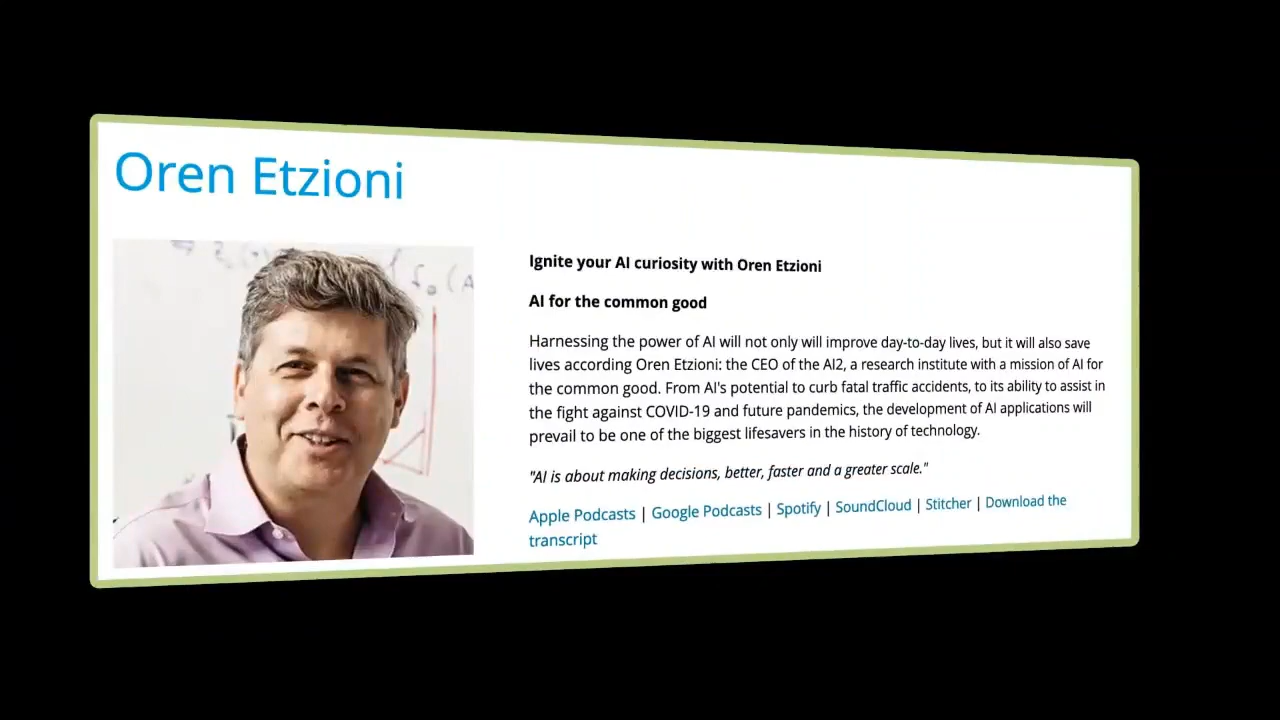 Oren Etzioni
Ignite your AI curiosity with Oren Etzioni
AI for the common good
Harnessing the power of AI will not only will improve day-to-day lives, but it will also save
lives according Oren Etzioni: the CEO of the AI2, a research institute with a mission of AI for
the common good. From AI's potential to curb fatal traffic accidents, to its ability to assist in
the fight against COVID-19 and future pandemics, the development of AI applications will
prevail to be one of the biggest lifesavers in the history of technology.
"AI is about making decisions, better, faster and a greater scale."
Apple Podcasts | Google Podcasts | Spotify | SoundCloud | Stitcher | Download the
transcript